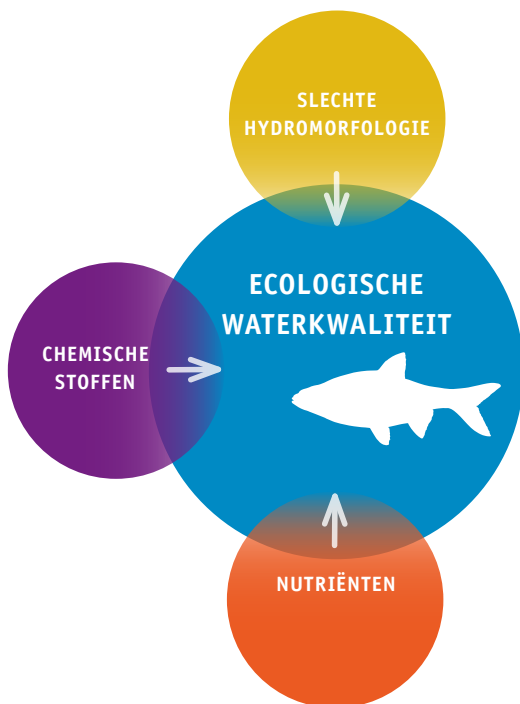 SLECHTE
HYDROMORFOLOGIE
ECOLOGISCHE
WATERKWALITEIT
CHEMISCHE
STOFFEN
NUTRIËNTEN